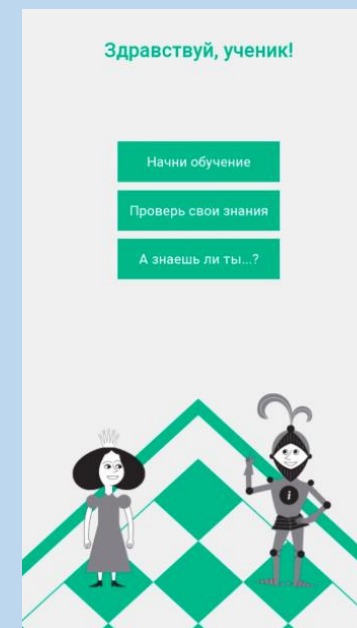 Здравствуй, ученик!
Начни обучение
Проверь свои знания
А знаешь ли ты...?
i